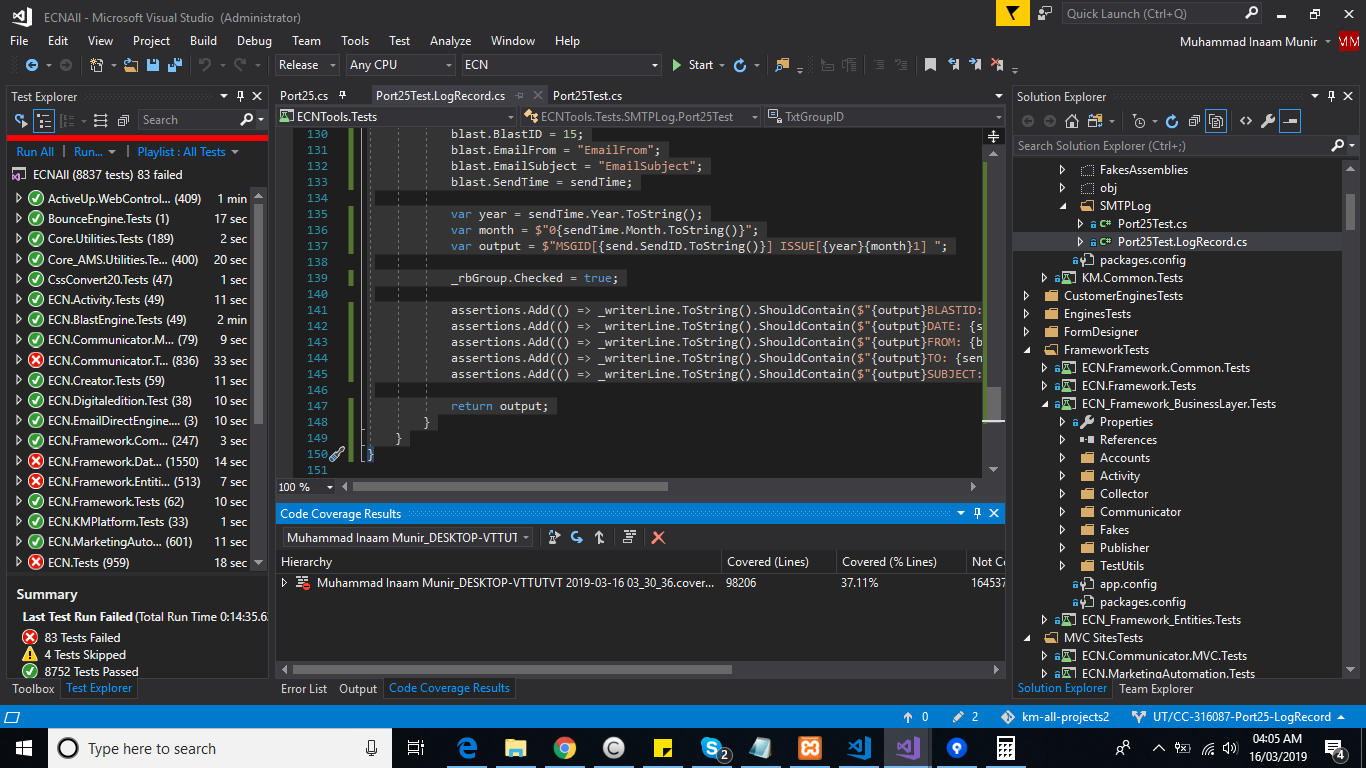 ECNAll - Microsoft Visual Studio (Administrator)
Quick Launch (Ctrl+Q)
File Edit View Project Build Debug Team Tools Test Analyze Window Help
Muhammad Inaam Munir MM
Release Any CPU ECN Start
Test Explorer
Search
Run All Run... Playlist : All Tests
ECNAll (8837 tests) 83 failed
ActiveUp.WebControl... (409) 1 min
BounceEngine.Tests (1) 17 sec
Core.Utilities.Tests (189) 2 sec
Core_AMS.Utilities.Te... (400) 20 sec
CssConvert20.Tests (47) 1 sec
ECN.Activity.Tests (49) 11 sec
ECN.BlastEngine.Tests (49) 2 min
ECN.Communicator.M... (79) 9 sec
ECN.Communicator.T... (836) 33 sec
ECN.Creator.Tests (59) 11 sec
ECN.Digitaledition.Test (38) 10 sec
ECN.EmailDirectEngine.... (3) 10 sec
ECN.Framework.Com... (247) 3 sec
ECN.Framework.Dat... (1550) 14 sec
ECN.Framework.Entiti... (513) 7 sec
ECN.Framework.Tests (62) 10 sec
ECN.KMPlatform.Tests (33) 1 sec
ECN.MarketingAuto... (601) 11 sec
ECN.Tests (959) 18 sec
Summary
Last Test Run Failed (Total Run Time 0:14:35.6
83 Tests Failed
4 Tests Skipped
8752 Tests Passed
Toolbox Test Explorer
Port25.cs Port25Test.LogRecord.cs Port25Test.cs
ECNTools.Tests ECNTools.Tests.SMTPLog.Port25Test TxtGroupID
130 blast.BlastID = 15;
131 blast.EmailFrom = "EmailFrom";
132 blast.EmailSubject = "EmailSubject";
133 blast.SendTime = sendTime;
134
135 var year = sendTime.Year.ToString();
136 var month = $"0{sendTime.Month.ToString()}";
137 var output = $"MSGID[{send.SendID.ToString()}] ISSUE[{year}{month}1] ";
138
139 _rbGroup.Checked = true;
140
141 assertions.Add(() => _writerLine.ToString().ShouldContain($"{output}BLASTID:
142 assertions.Add(() => _writerLine.ToString().ShouldContain($"{output}DATE: {s
143 assertions.Add(() => _writerLine.ToString().ShouldContain($"{output}FROM: {b
144 assertions.Add(() => _writerLine.ToString().ShouldContain($"{output}TO: {sen
145 assertions.Add(() => _writerLine.ToString().ShouldContain($"{output}SUBJECT:
146
147 return output;
148 }
149 }
150 }
151
100 %
Code Coverage Results
Muhammad Inaam Munir_DESKTOP-VTTUT
Hierarchy Covered (Lines) Covered (% Lines) Not Co
Muhammad Inaam Munir_DESKTOP-VTTUTVT 2019-03-16 03_30_36.cover... 98206 37.11% 164537
Error List Output Code Coverage Results
Solution Explorer
Search Solution Explorer (Ctrl+;)
FakesAssemblies
obj
SMTPLog
C# Port25Test.cs
C# Port25Test.LogRecord.cs
packages.config
KM.Common.Tests
CustomerEnginesTests
EnginesTests
FormDesigner
FrameworkTests
ECN.Framework.Common.Tests
ECN.Framework.Tests
ECN_Framework_BusinessLayer.Tests
Properties
References
Accounts
Activity
Collector
Communicator
Fakes
Publisher
TestUtils
app.config
packages.config
ECN_Framework_Entities.Tests
MVC SitesTests
ECN.Communicator.MVC.Tests
ECN.MarketingAutomation.Tests
Solution Explorer Team Explorer
0 2 km-all-projects2 UT/CC-316087-Port25-LogRecord
Type here to search
2
04:05 AM
16/03/2019
4